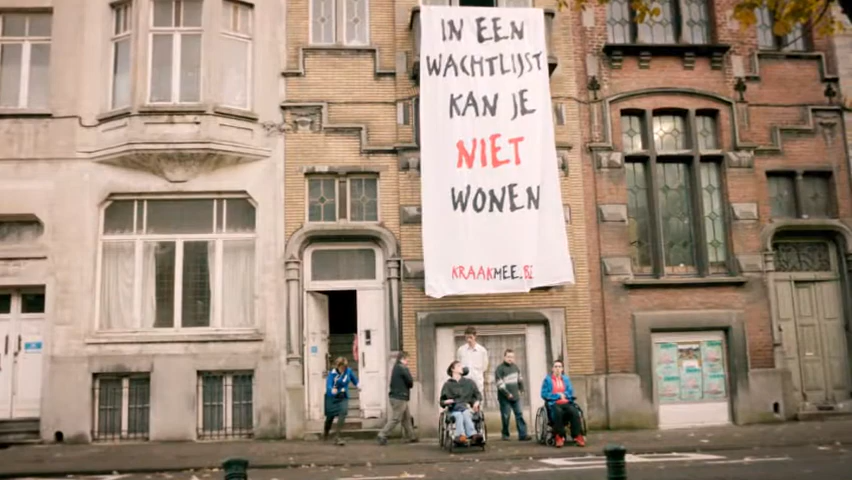 IN EEN
WACHTLIJST
KAN JE
NIET
WONEN
KRAAKMEE.BE